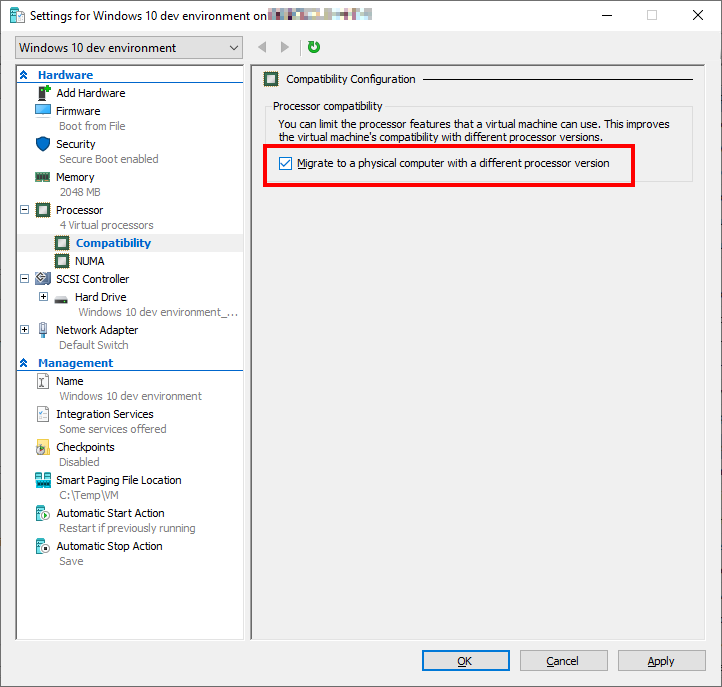 Settings for Windows 10 dev environment on
Windows 10 dev environment
Hardware
Add Hardware
Firmware
Boot from File
Security
Secure Boot enabled
Memory
2048 MB
Processor
4 Virtual processors
Compatibility
NUMA
SCSI Controller
Hard Drive
Windows 10 dev environment_...
Network Adapter
Default Switch
Management
Name
Windows 10 dev environment
Integration Services
Some services offered
Checkpoints
Disabled
Smart Paging File Location
C:\Temp\VM
Automatic Start Action
Restart if previously running
Automatic Stop Action
Save
Compatibility Configuration
Processor compatibility
You can limit the processor features that a virtual machine can use. This improves
the virtual machine's compatibility with different processor versions.
Migrate to a physical computer with a different processor version
OK
Cancel
Apply